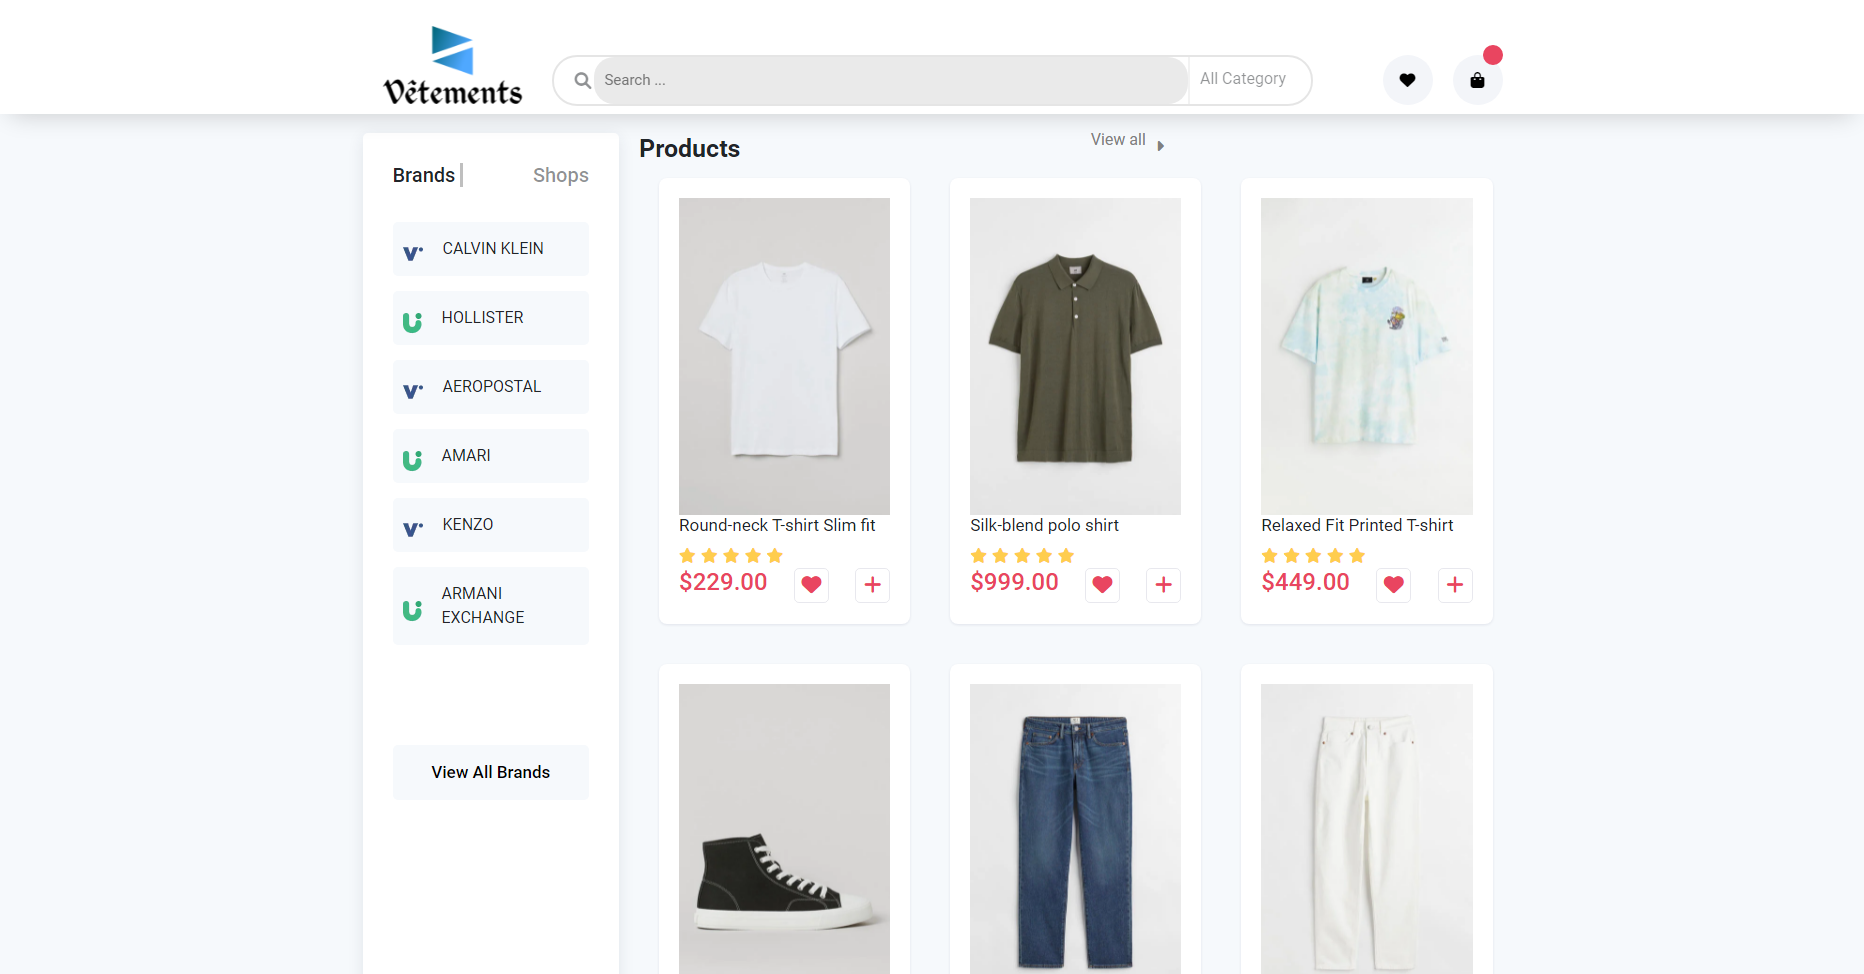 Vêtements
Search ...
All Category
Brands
Shops
CALVIN KLEIN
HOLLISTER
AEROPOSTAL
AMARI
KENZO
ARMANI
EXCHANGE
View All Brands
Products
View all
Round-neck T-shirt Slim fit
$229.00
Silk-blend polo shirt
$999.00
Relaxed Fit Printed T-shirt
$449.00